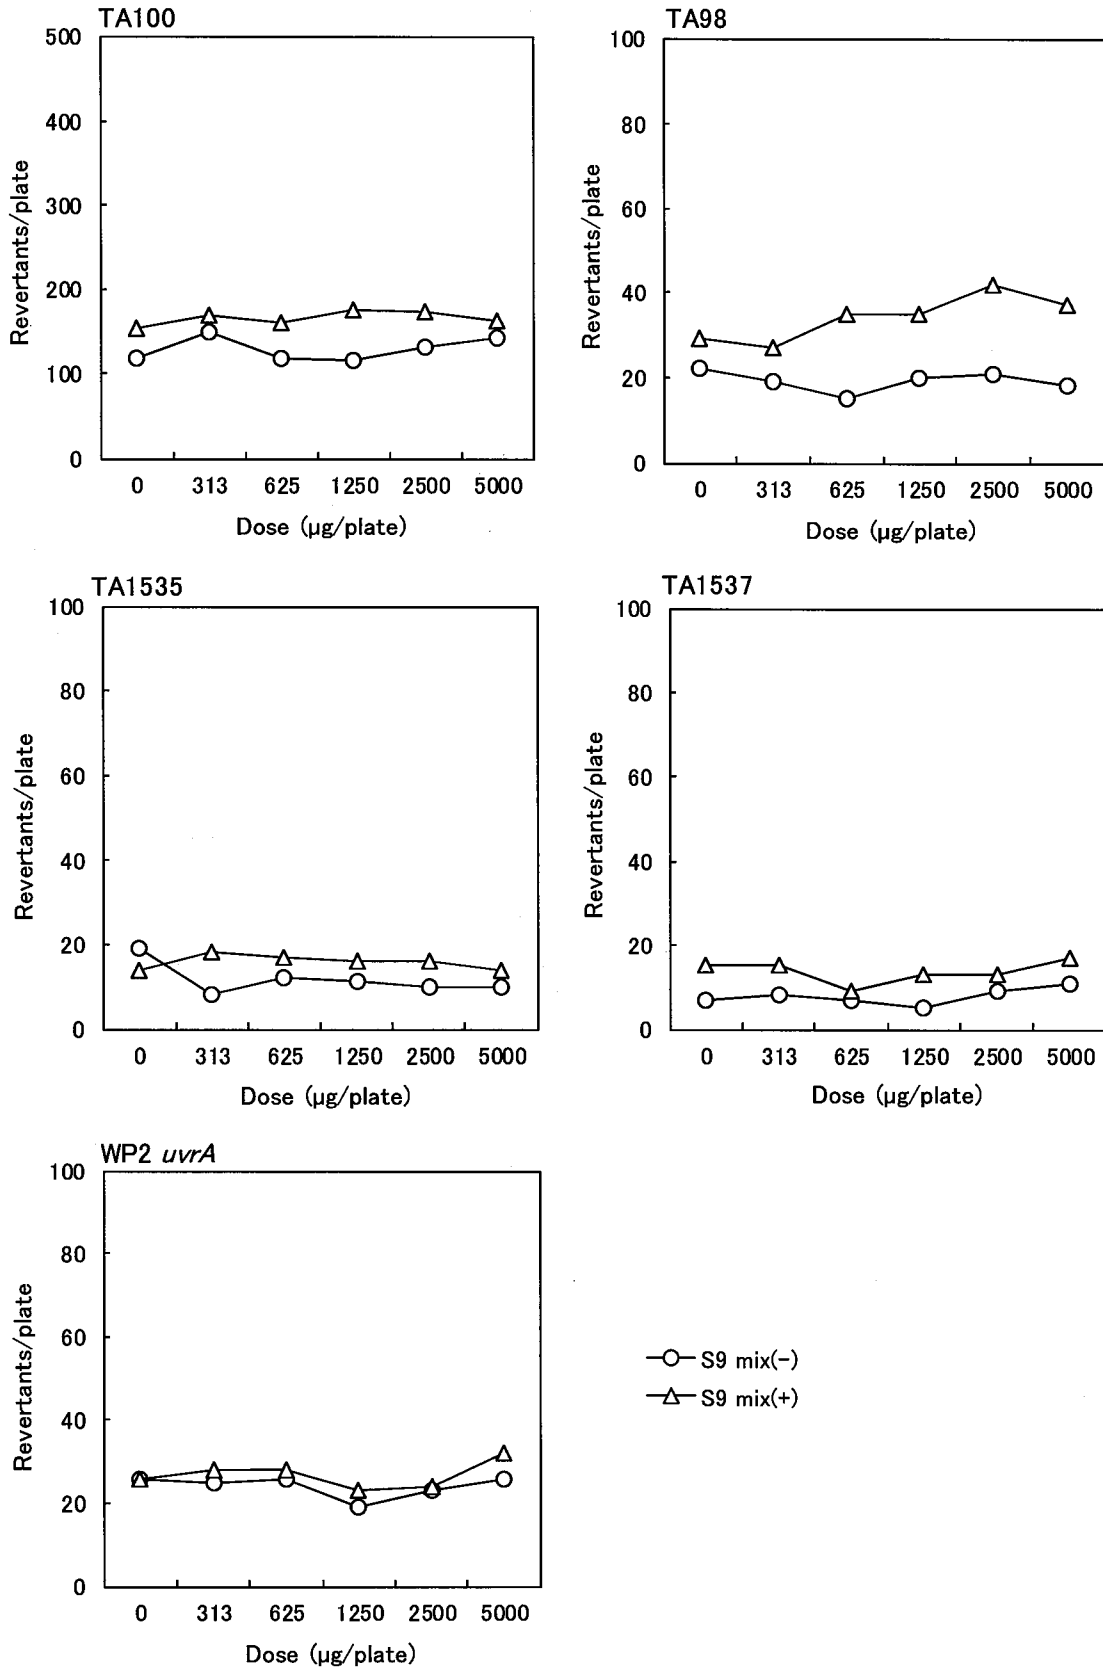 TA100
500
400
300
200
100
0
Revertants/plate
0 313 625 1250 2500 5000
Dose (µg/plate)
TA98
100
80
60
40
20
0
Revertants/plate
0 313 625 1250 2500 5000
Dose (µg/plate)
TA1535
100
80
60
40
20
0
Revertants/plate
0 313 625 1250 2500 5000
Dose (µg/plate)
TA1537
100
80
60
40
20
0
Revertants/plate
0 313 625 1250 2500 5000
Dose (µg/plate)
WP2 uvrA
100
80
60
40
20
0
Revertants/plate
0 313 625 1250 2500 5000
Dose (µg/plate)
S9 mix(-)
S9 mix(+)